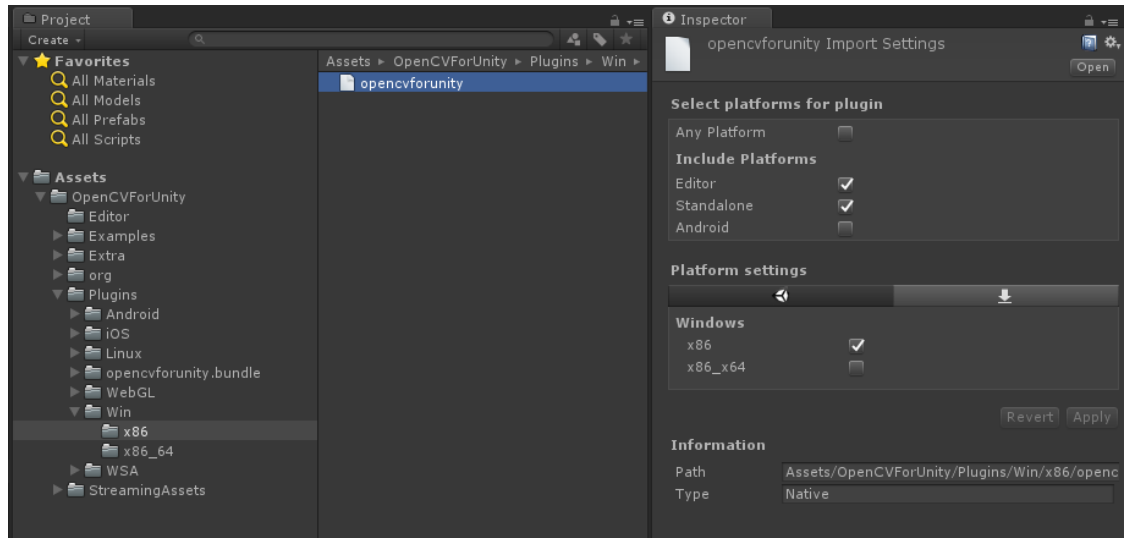 Project
Create
Favorites
All Materials
All Models
All Prefabs
All Scripts
Assets
OpenCVForUnity
Editor
Examples
Extra
org
Plugins
Android
iOS
Linux
opencvforunity.bundle
WebGL
Win
x86
x86_64
WSA
StreamingAssets
Assets ▸ OpenCVForUnity ▸ Plugins ▸ Win ▸
opencvforunity
Inspector
opencvforunity Import Settings
Open
Select platforms for plugin
Any Platform
Include Platforms
Editor
Standalone
Android
Platform settings
Windows
x86
x86_x64
Revert Apply
Information
Path Assets/OpenCVForUnity/Plugins/Win/x86/openc
Type Native